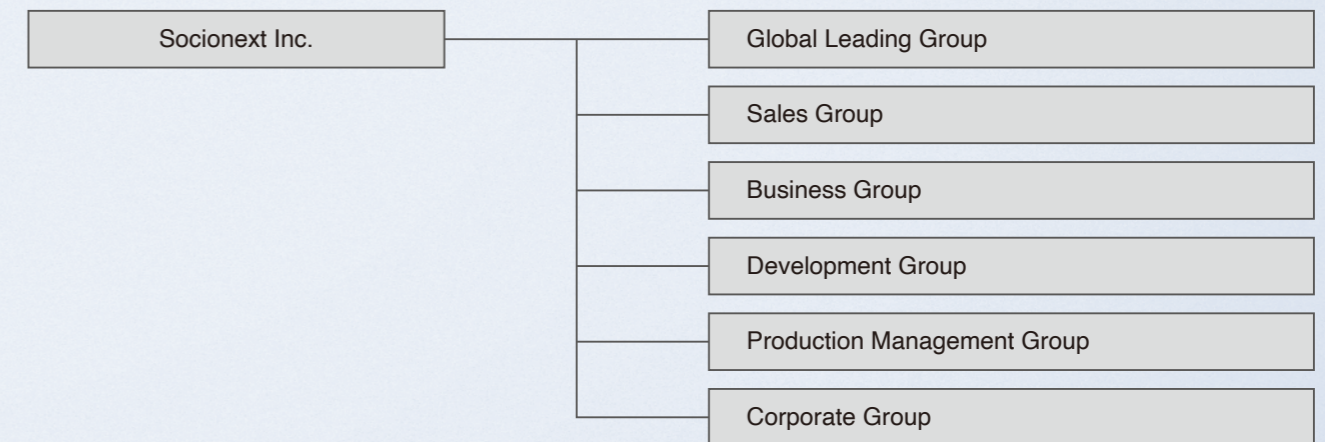 Socionext Inc.
Global Leading Group
Sales Group
Business Group
Development Group
Production Management Group
Corporate Group